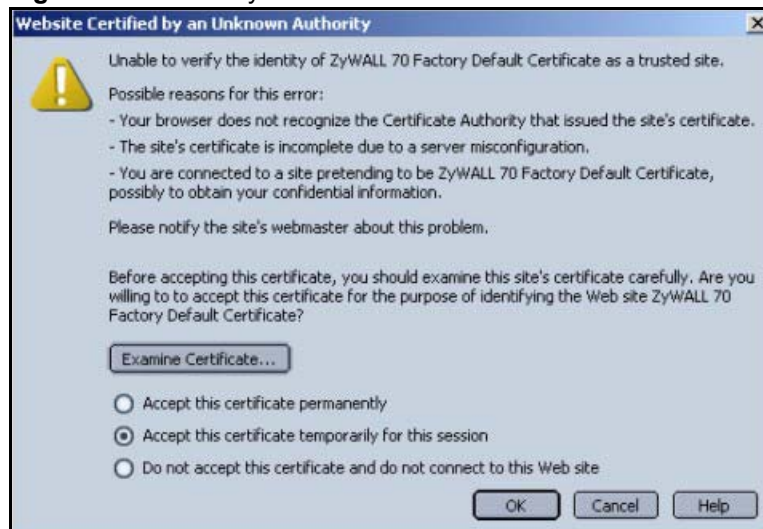 Website Certified by an Unknown Authority
Unable to verify the identity of ZyWALL 70 Factory Default Certificate as a trusted site.
Possible reasons for this error:
- Your browser does not recognize the Certificate Authority that issued the site's certificate.
- The site's certificate is incomplete due to a server misconfiguration.
- You are connected to a site pretending to be ZyWALL 70 Factory Default Certificate,
possibly to obtain your confidential information.
Please notify the site's webmaster about this problem.
Before accepting this certificate, you should examine this site's certificate carefully. Are you
willing to to accept this certificate for the purpose of identifying the Web site ZyWALL 70
Factory Default Certificate?
Examine Certificate...
Accept this certificate permanently
Accept this certificate temporarily for this session
Do not accept this certificate and do not connect to this Web site
OK Cancel Help